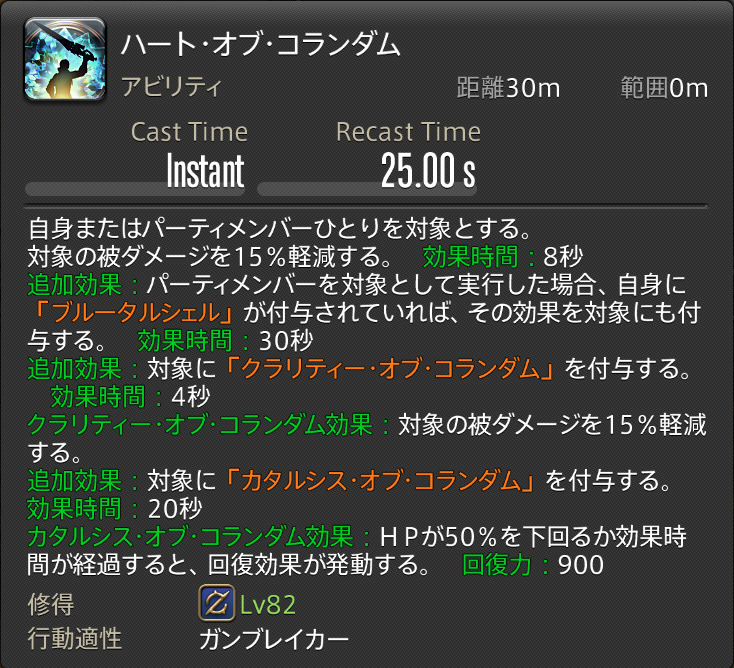 ハート・オブ・コランダム
アビリティ 距離30m 範囲0m
Cast Time Recast Time
Instant 25.00 s
自身またはパーティメンバーひとりを対象とする。
対象の被ダメージを15％軽減する。 効果時間：8秒
追加効果：パーティメンバーを対象として実行した場合、自身に
「ブルータルシェル」が付与されていれば、その効果を対象にも付
与する。 効果時間：30秒
追加効果：対象に「クラリティー・オブ・コランダム」を付与する。
効果時間：4秒
クラリティー・オブ・コランダム効果：対象の被ダメージを15％軽減
する。
追加効果：対象に「カタルシス・オブ・コランダム」を付与する。
効果時間：20秒
カタルシス・オブ・コランダム効果：ＨＰが50％を下回るか効果時
間が経過すると、回復効果が発動する。 回復力：900
修得 Lv82
行動適性 ガンブレイカー